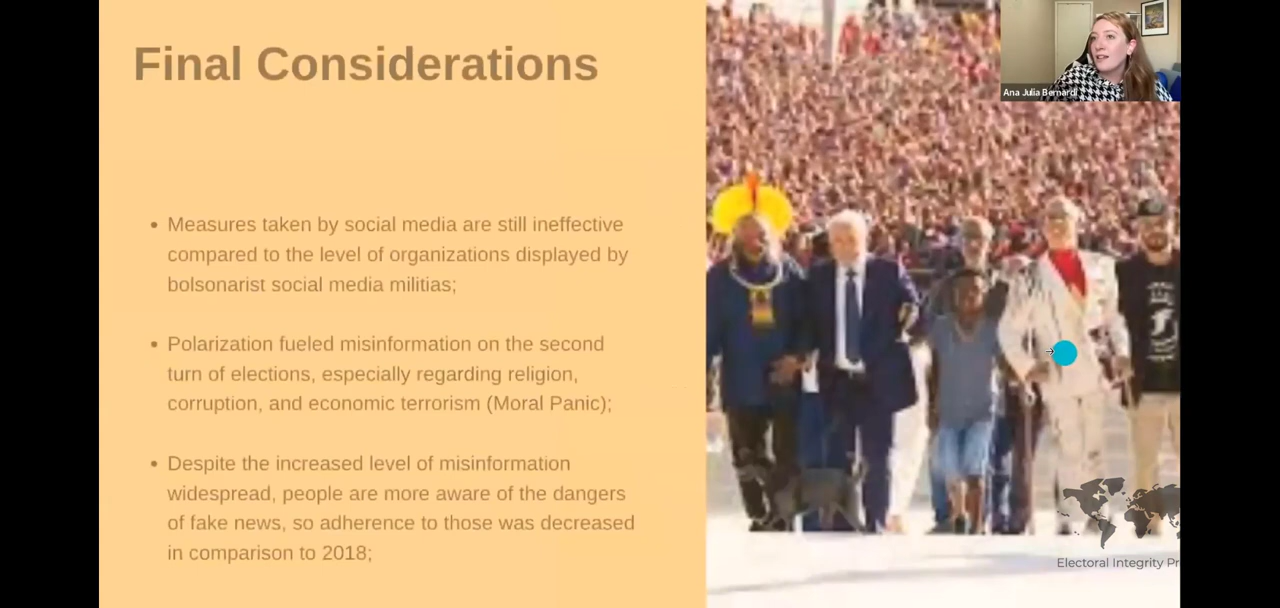 Final Considerations
Ana Julia Bernardi
Measures taken by social media are still ineffective
compared to the level of organizations displayed by
bolsonarist social media militias;
Polarization fueled misinformation on the second
turn of elections, especially regarding religion,
corruption, and economic terrorism (Moral Panic);
Despite the increased level of misinformation
widespread, people are more aware of the dangers
of fake news, so adherence to those was decreased
in comparison to 2018;
Electoral Integrity Pr